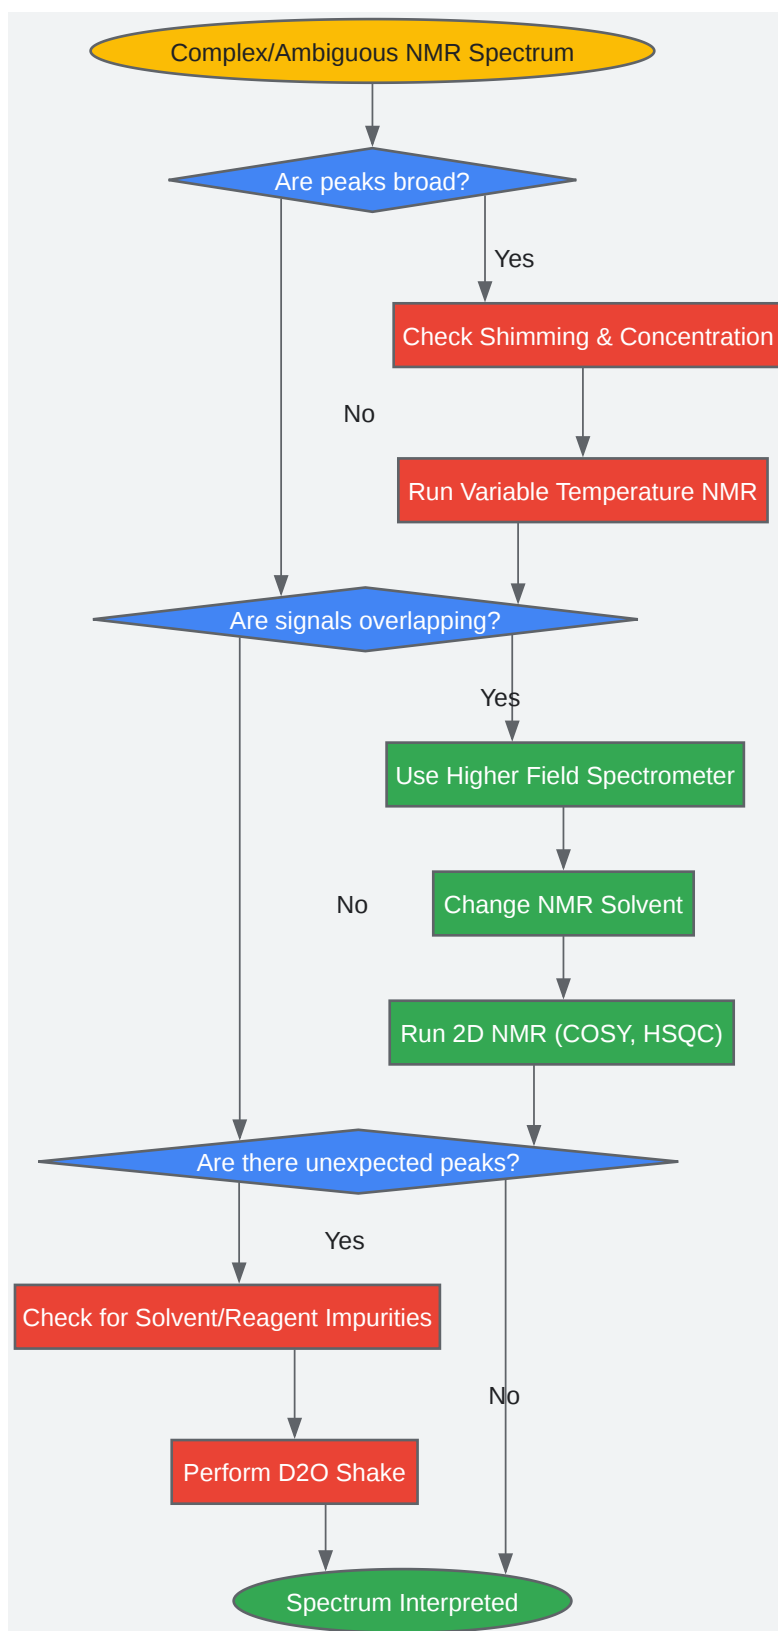 Complex/Ambiguous NMR Spectrum
Are peaks broad?
Yes
Check Shimming & Concentration
No
Run Variable Temperature NMR
Are signals overlapping?
Yes
Use Higher Field Spectrometer
No
Change NMR Solvent
Run 2D NMR (COSY, HSQC)
Are there unexpected peaks?
Yes
Check for Solvent/Reagent Impurities
No
Perform D2O Shake
Spectrum Interpreted